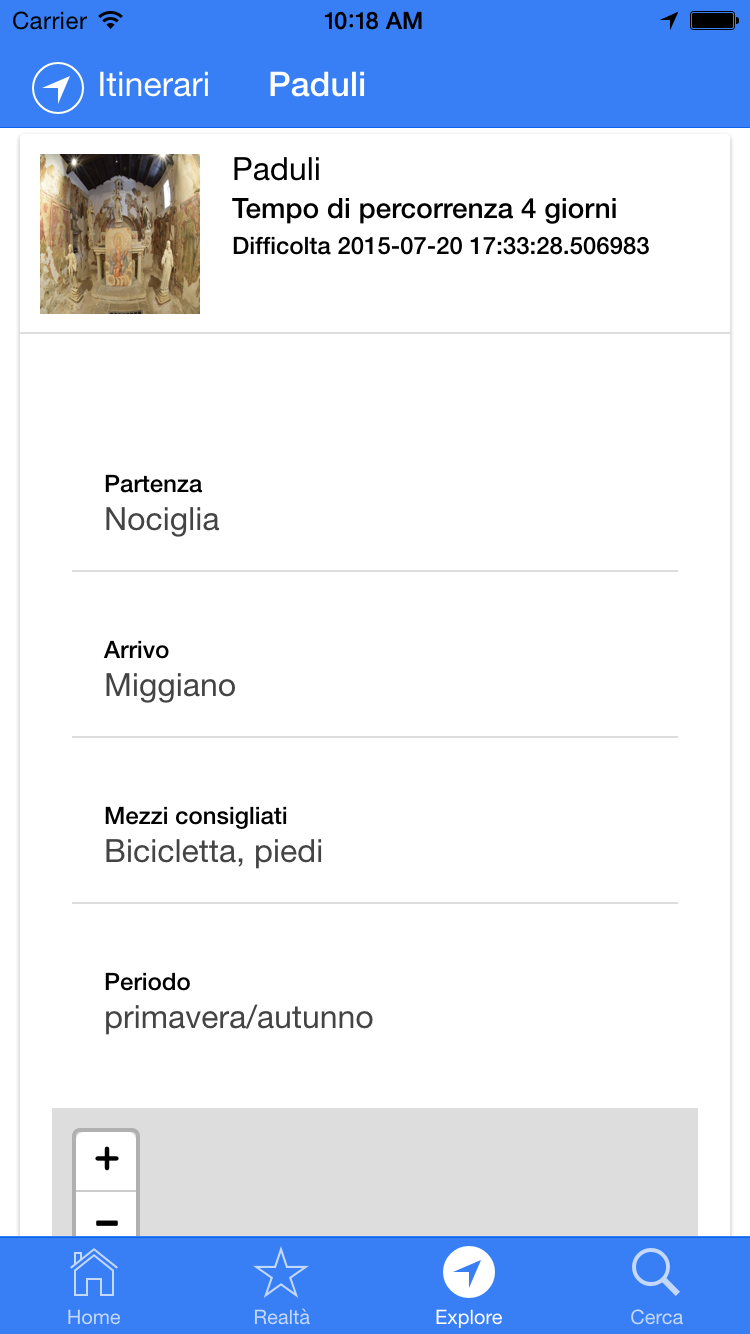 Carrier 10:18 AM
Itinerari Paduli
Paduli
Tempo di percorrenza 4 giorni
Difficolta 2015-07-20 17:33:28.506983
Partenza
Nociglia
Arrivo
Miggiano
Mezzi consigliati
Bicicletta, piedi
Periodo
primavera/autunno
+
−
Home Realtà Explore Cerca